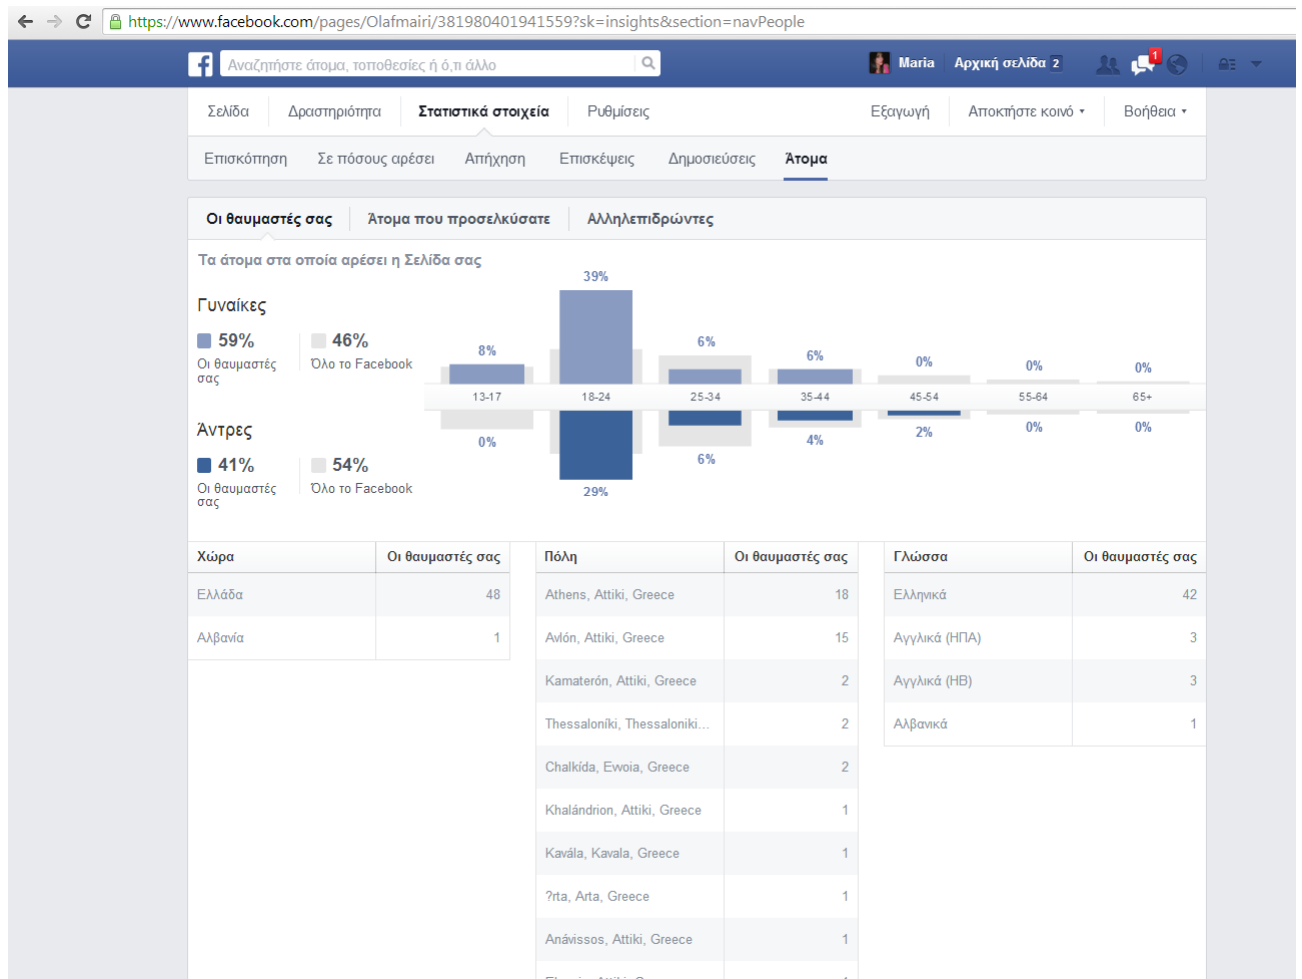 https://www.facebook.com/pages/Olafmairi/381980401941559?sk=insights&section=navPeople
f Αναζητήστε άτομα, τοποθεσίες ή ό,τι άλλο Maria Αρχική σελίδα 2 1
Σελίδα Δραστηριότητα Στατιστικά στοιχεία Ρυθμίσεις Εξαγωγή Αποκτήστε κοινό Βοήθεια
Επισκόπηση Σε πόσους αρέσει Απήχηση Επισκέψεις Δημοσιεύσεις Άτομα
Οι θαυμαστές σας Άτομα που προσελκύσατε Αλληλεπιδρώντες
Τα άτομα στα οποία αρέσει η Σελίδα σας
Γυναίκες
59% 46%
Οι θαυμαστές σας Όλο το Facebook
8% 39% 6% 6% 0% 0% 0%
13-17 18-24 25-34 35-44 45-54 55-64 65+
0% 29% 6% 4% 2% 0% 0%
Άντρες
41% 54%
Οι θαυμαστές σας Όλο το Facebook
Χώρα Οι θαυμαστές σας
Ελλάδα 48
Αλβανία 1
Πόλη Οι θαυμαστές σας
Athens, Attiki, Greece 18
Avlón, Attiki, Greece 15
Kamaterón, Attiki, Greece 2
Thessaloníki, Thessaloniki... 2
Chalkída, Evvoia, Greece 2
Khalándrion, Attiki, Greece 1
Kavála, Kavala, Greece 1
?rta, Arta, Greece 1
Anávissos, Attiki, Greece 1
Γλώσσα Οι θαυμαστές σας
Ελληνικά 42
Αγγλικά (ΗΠΑ) 3
Αγγλικά (ΗΒ) 3
Αλβανικά 1